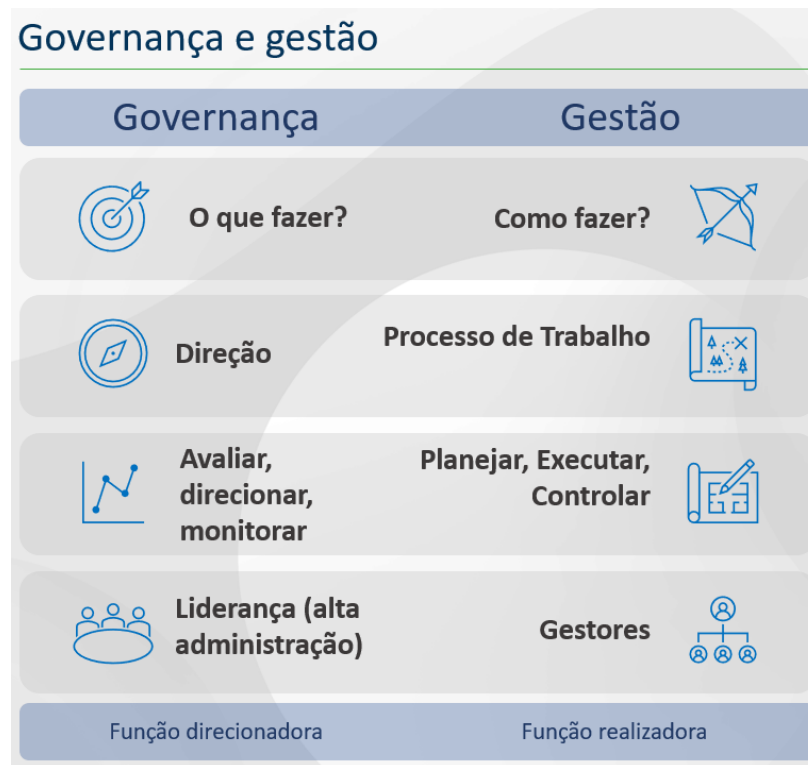 Governança e gestão
Governança
Gestão
O que fazer?
Como fazer?
Direção
Processo de Trabalho
Avaliar,
direcionar,
monitorar
Planejar, Executar,
Controlar
Liderança (alta
administração)
Gestores
Função direcionadora
Função realizadora